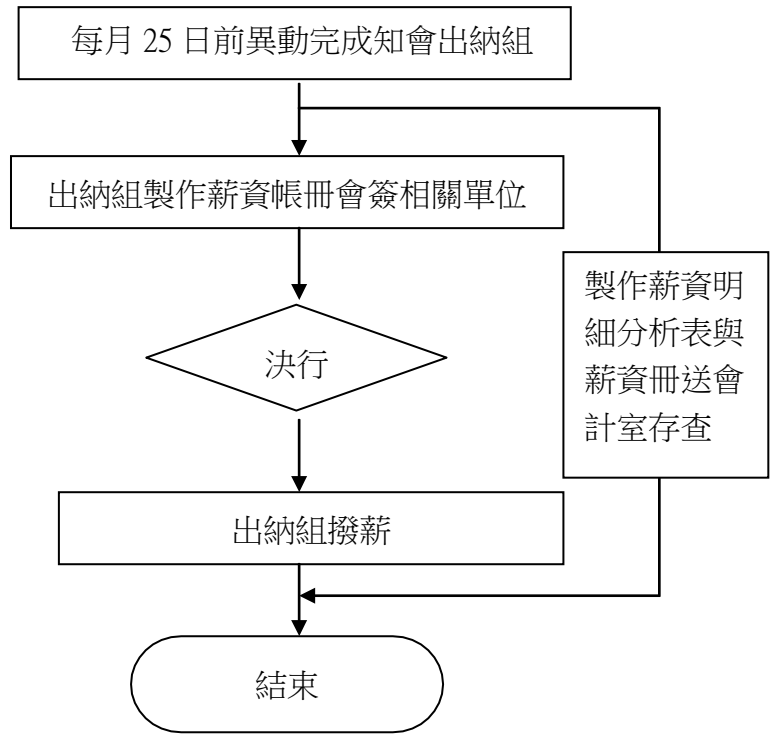 每月 25 日前異動完成知會出納組
出納組製作薪資帳冊會簽相關單位
製作薪資明
細分析表與
薪資冊送會
計室存查
決行
出納組撥薪
結束